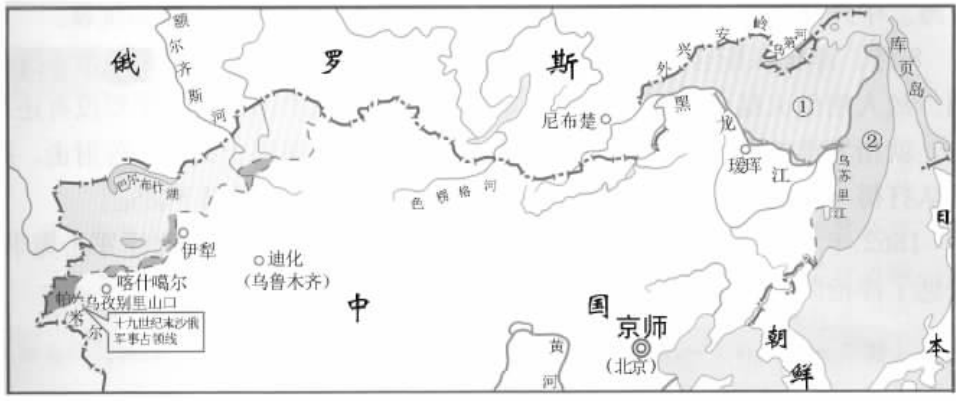 俄
罗
斯
额尔齐斯河
外兴安岭
乌第河
库页岛
①
②
尼布楚
黑龙江
瑷珲
乌苏里江
巴尔喀什湖
色楞格河
伊犁
迪化
(乌鲁木齐)
喀什噶尔
乌孜别里山口
帕米尔
十九世纪末沙俄
军事占领线
中
国
京师
(北京)
黄河
朝鲜
日本